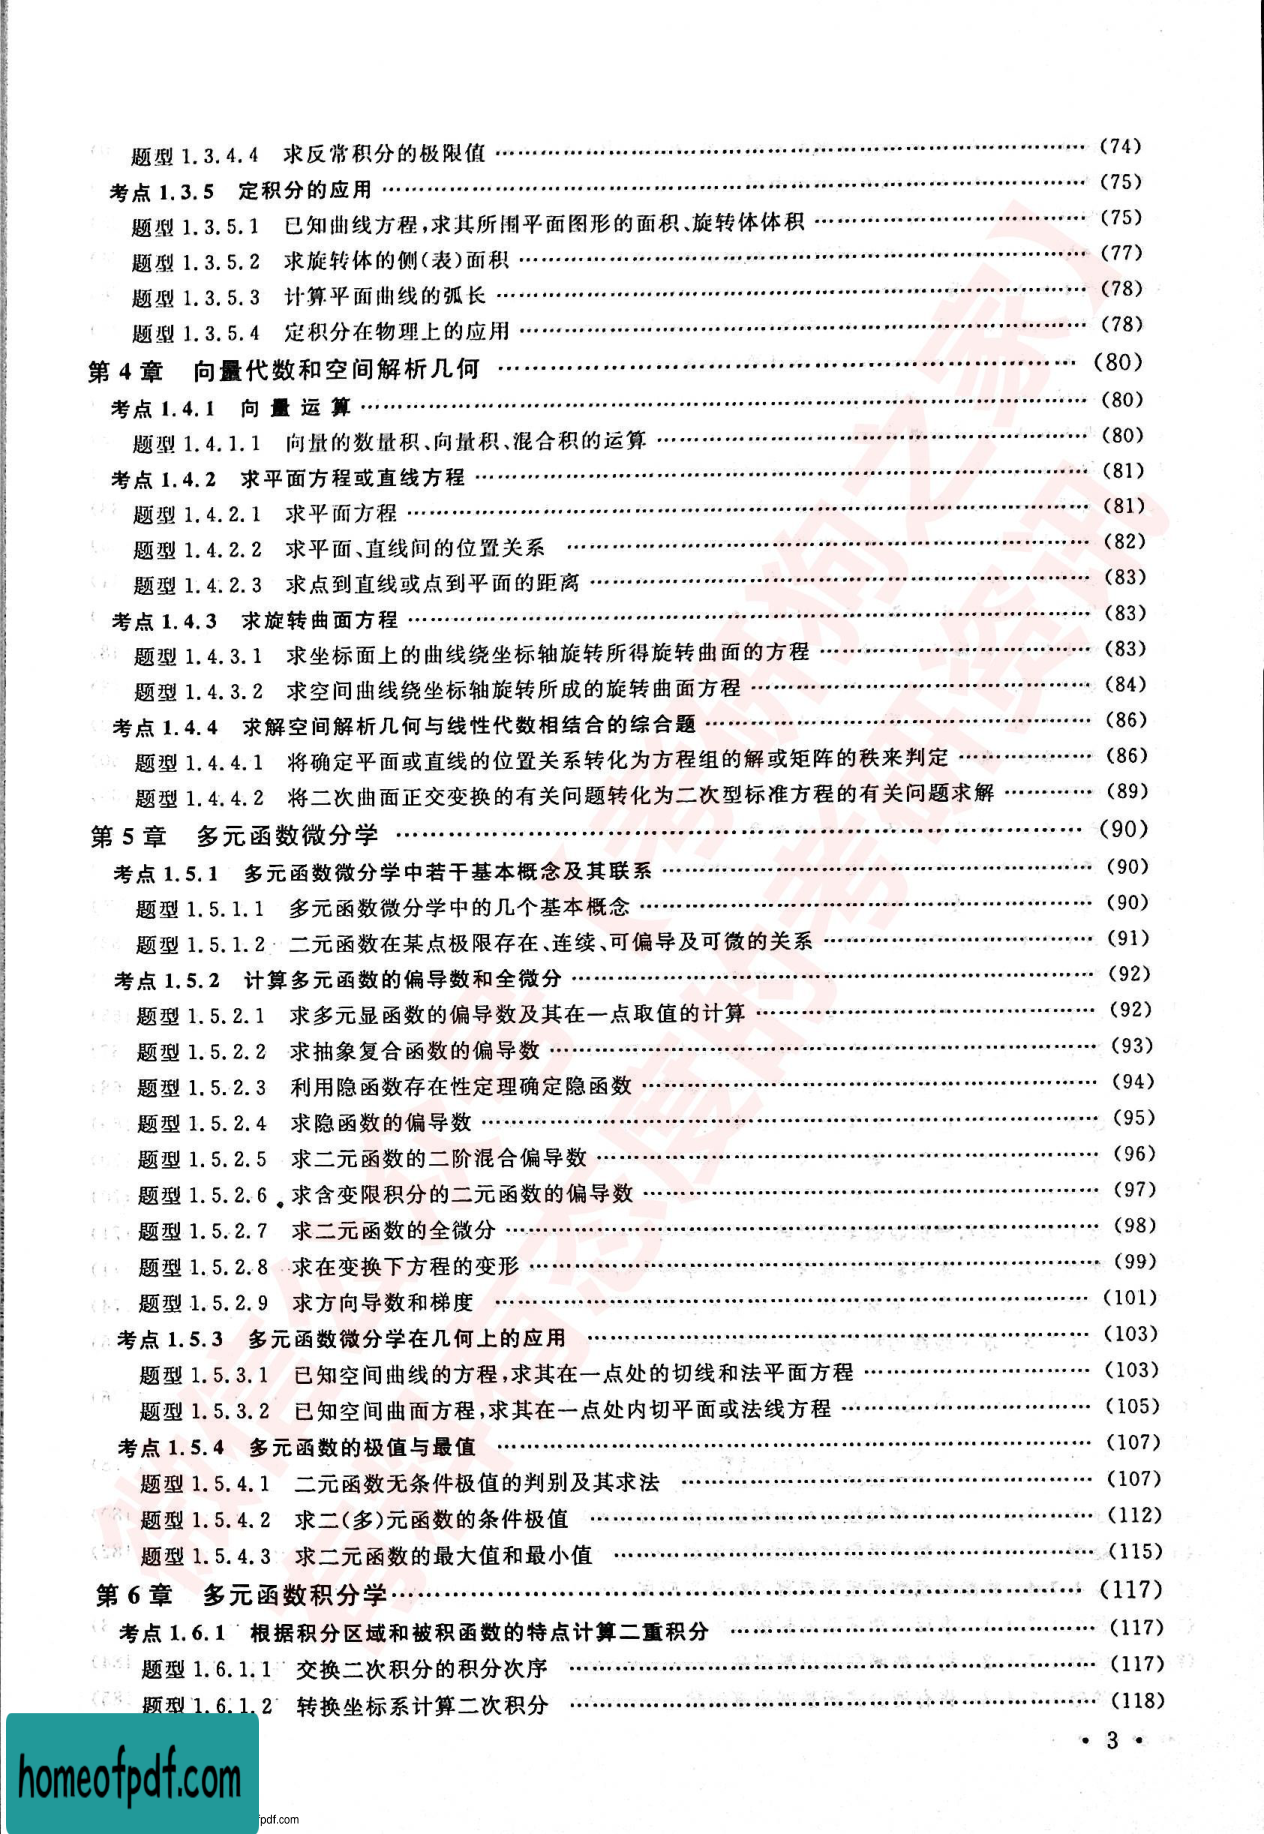 题型 1.3.4.4 求反常积分的极限值 (74)
考点 1.3.5 定积分的应用 (75)
题型 1.3.5.1 已知曲线方程,求其所围平面图形的面积、旋转体体积 (75)
题型 1.3.5.2 求旋转体的侧(表)面积 (77)
题型 1.3.5.3 计算平面曲线的弧长 (78)
题型 1.3.5.4 定积分在物理上的应用 (78)
第 4 章 向量代数和空间解析几何 (80)
考点 1.4.1 向量运算 (80)
题型 1.4.1.1 向量的数量积、向量积、混合积的运算 (80)
考点 1.4.2 求平面方程或直线方程 (81)
题型 1.4.2.1 求平面方程 (81)
题型 1.4.2.2 求平面、直线间的位置关系 (82)
题型 1.4.2.3 求点到直线或点到平面的距离 (83)
考点 1.4.3 求旋转曲面方程 (83)
题型 1.4.3.1 求坐标面上的曲线绕坐标轴旋转所得旋转曲面的方程 (83)
题型 1.4.3.2 求空间曲线绕坐标轴旋转所成的旋转曲面方程 (84)
考点 1.4.4 求解空间解析几何与线性代数相结合的综合题 (86)
题型 1.4.4.1 将确定平面或直线的位置关系转化为方程组的解或矩阵的秩来判定 (86)
题型 1.4.4.2 将二次曲面正交变换的有关问题转化为二次型标准方程的有关问题求解 (89)
第 5 章 多元函数微分学 (90)
考点 1.5.1 多元函数微分学中若干基本概念及其联系 (90)
题型 1.5.1.1 多元函数微分学中的几个基本概念 (90)
题型 1.5.1.2 二元函数在某点极限存在、连续、可偏导及可微的关系 (91)
考点 1.5.2 计算多元函数的偏导数和全微分 (92)
题型 1.5.2.1 求多元显函数的偏导数及其在一点取值的计算 (92)
题型 1.5.2.2 求抽象复合函数的偏导数 (93)
题型 1.5.2.3 利用隐函数存在性定理确定隐函数 (94)
题型 1.5.2.4 求隐函数的偏导数 (95)
题型 1.5.2.5 求二元函数的二阶混合偏导数 (96)
题型 1.5.2.6 求含变限积分的二元函数的偏导数 (97)
题型 1.5.2.7 求二元函数的全微分 (98)
题型 1.5.2.8 求在变换下方程的变形 (99)
题型 1.5.2.9 求方向导数和梯度 (101)
考点 1.5.3 多元函数微分学在几何上的应用 (103)
题型 1.5.3.1 已知空间曲线的方程,求其在一点处的切线和法平面方程 (103)
题型 1.5.3.2 已知空间曲面方程,求其在一点处内切平面或法线方程 (105)
考点 1.5.4 多元函数的极值与最值 (107)
题型 1.5.4.1 二元函数无条件极值的判别及其求法 (107)
题型 1.5.4.2 求二(多)元函数的条件极值 (112)
题型 1.5.4.3 求二元函数的最大值和最小值 (115)
第 6 章 多元函数积分学 (117)
考点 1.6.1 根据积分区域和被积函数的特点计算二重积分 (117)
题型 1.6.1.1 交换二次积分的积分次序 (117)
题型 1.6.1.2 转换坐标系计算二次积分 (118)
• 3 •
homeofpdf.com
fpdf.com
微信公众号【考研狗之家】
有态度的考研资讯